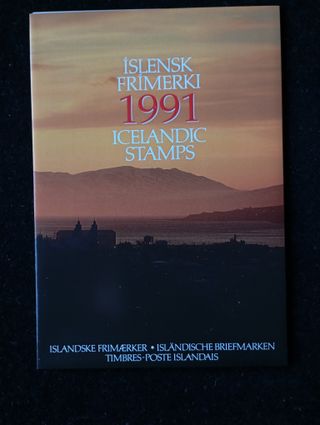 ÍSLENSK
FRÍMERKI
1991
ICELANDIC
STAMPS
ISLANDSKE FRIMÆRKER • ISLÄNDISCHE BRIEFMARKEN
TIMBRES-POSTE ISLANDAIS